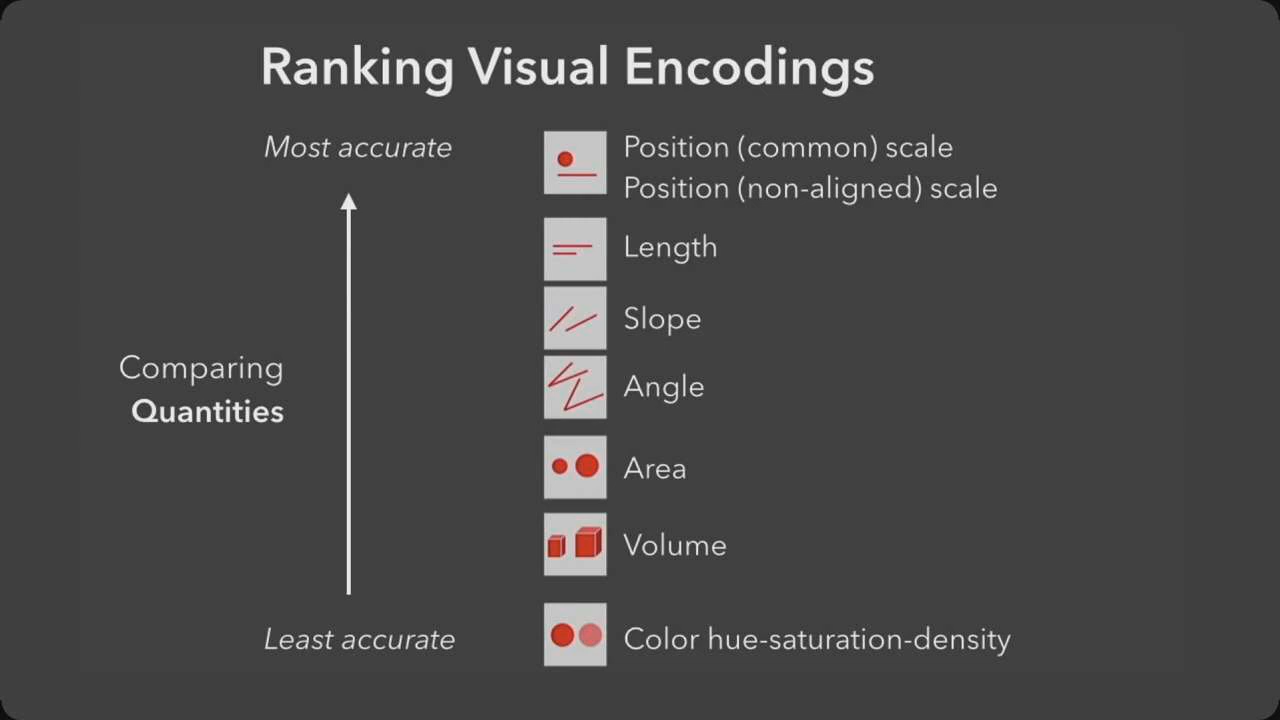 Ranking Visual Encodings
Most accurate
Position (common) scale
Position (non-aligned) scale
Length
Slope
Comparing
Quantities
Angle
Area
Volume
Least accurate
Color hue-saturation-density